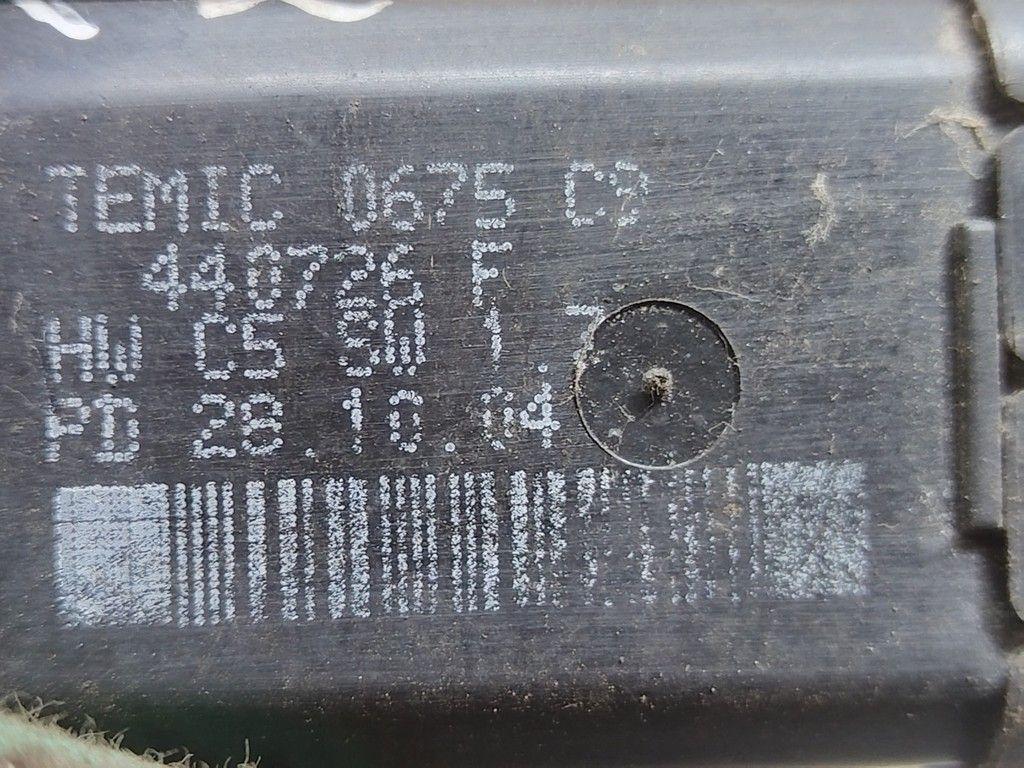 TEMIC 0675 C2
440726 F
HW C5 SW 1.7
PD 28.10.04